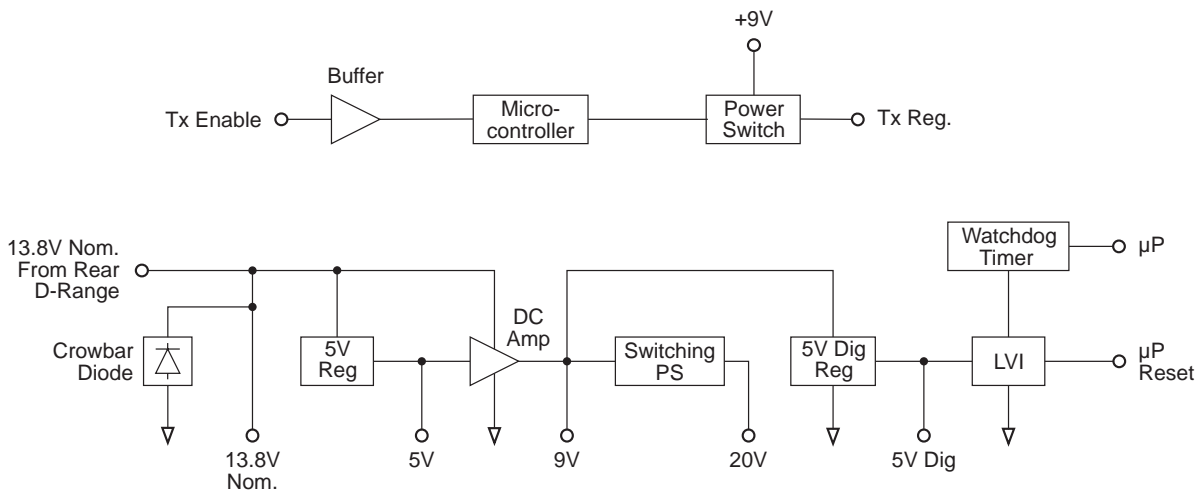 +9V
Buffer
Tx Enable
Micro-
controller
Power
Switch
Tx Reg.
13.8V Nom.
From Rear
D-Range
Watchdog
Timer
µP
Crowbar
Diode
5V
Reg
DC
Amp
Switching
PS
5V Dig
Reg
LVI
µP
Reset
13.8V
Nom.
5V
9V
20V
5V Dig